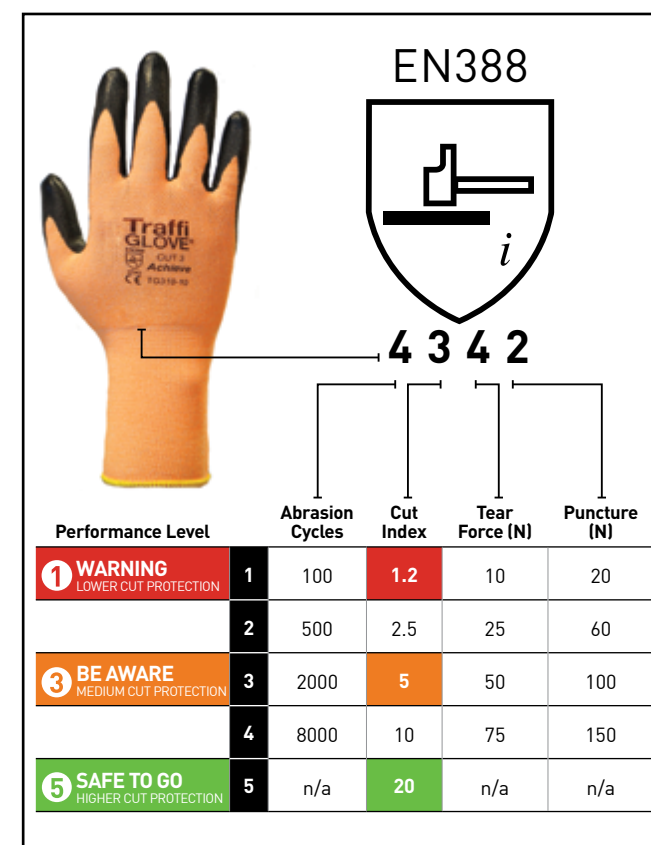 EN388
i
Traffi
GLOVE
CUT 3
Achieve
TG310-10
4 3 4 2
Performance Level
Abrasion Cycles
Cut Index
Tear Force (N)
Puncture (N)
1 WARNING
LOWER CUT PROTECTION
1 100 1.2 10 20
2 500 2.5 25 60
3 BE AWARE
MEDIUM CUT PROTECTION
3 2000 5 50 100
4 8000 10 75 150
5 SAFE TO GO
HIGHER CUT PROTECTION
5 n/a 20 n/a n/a